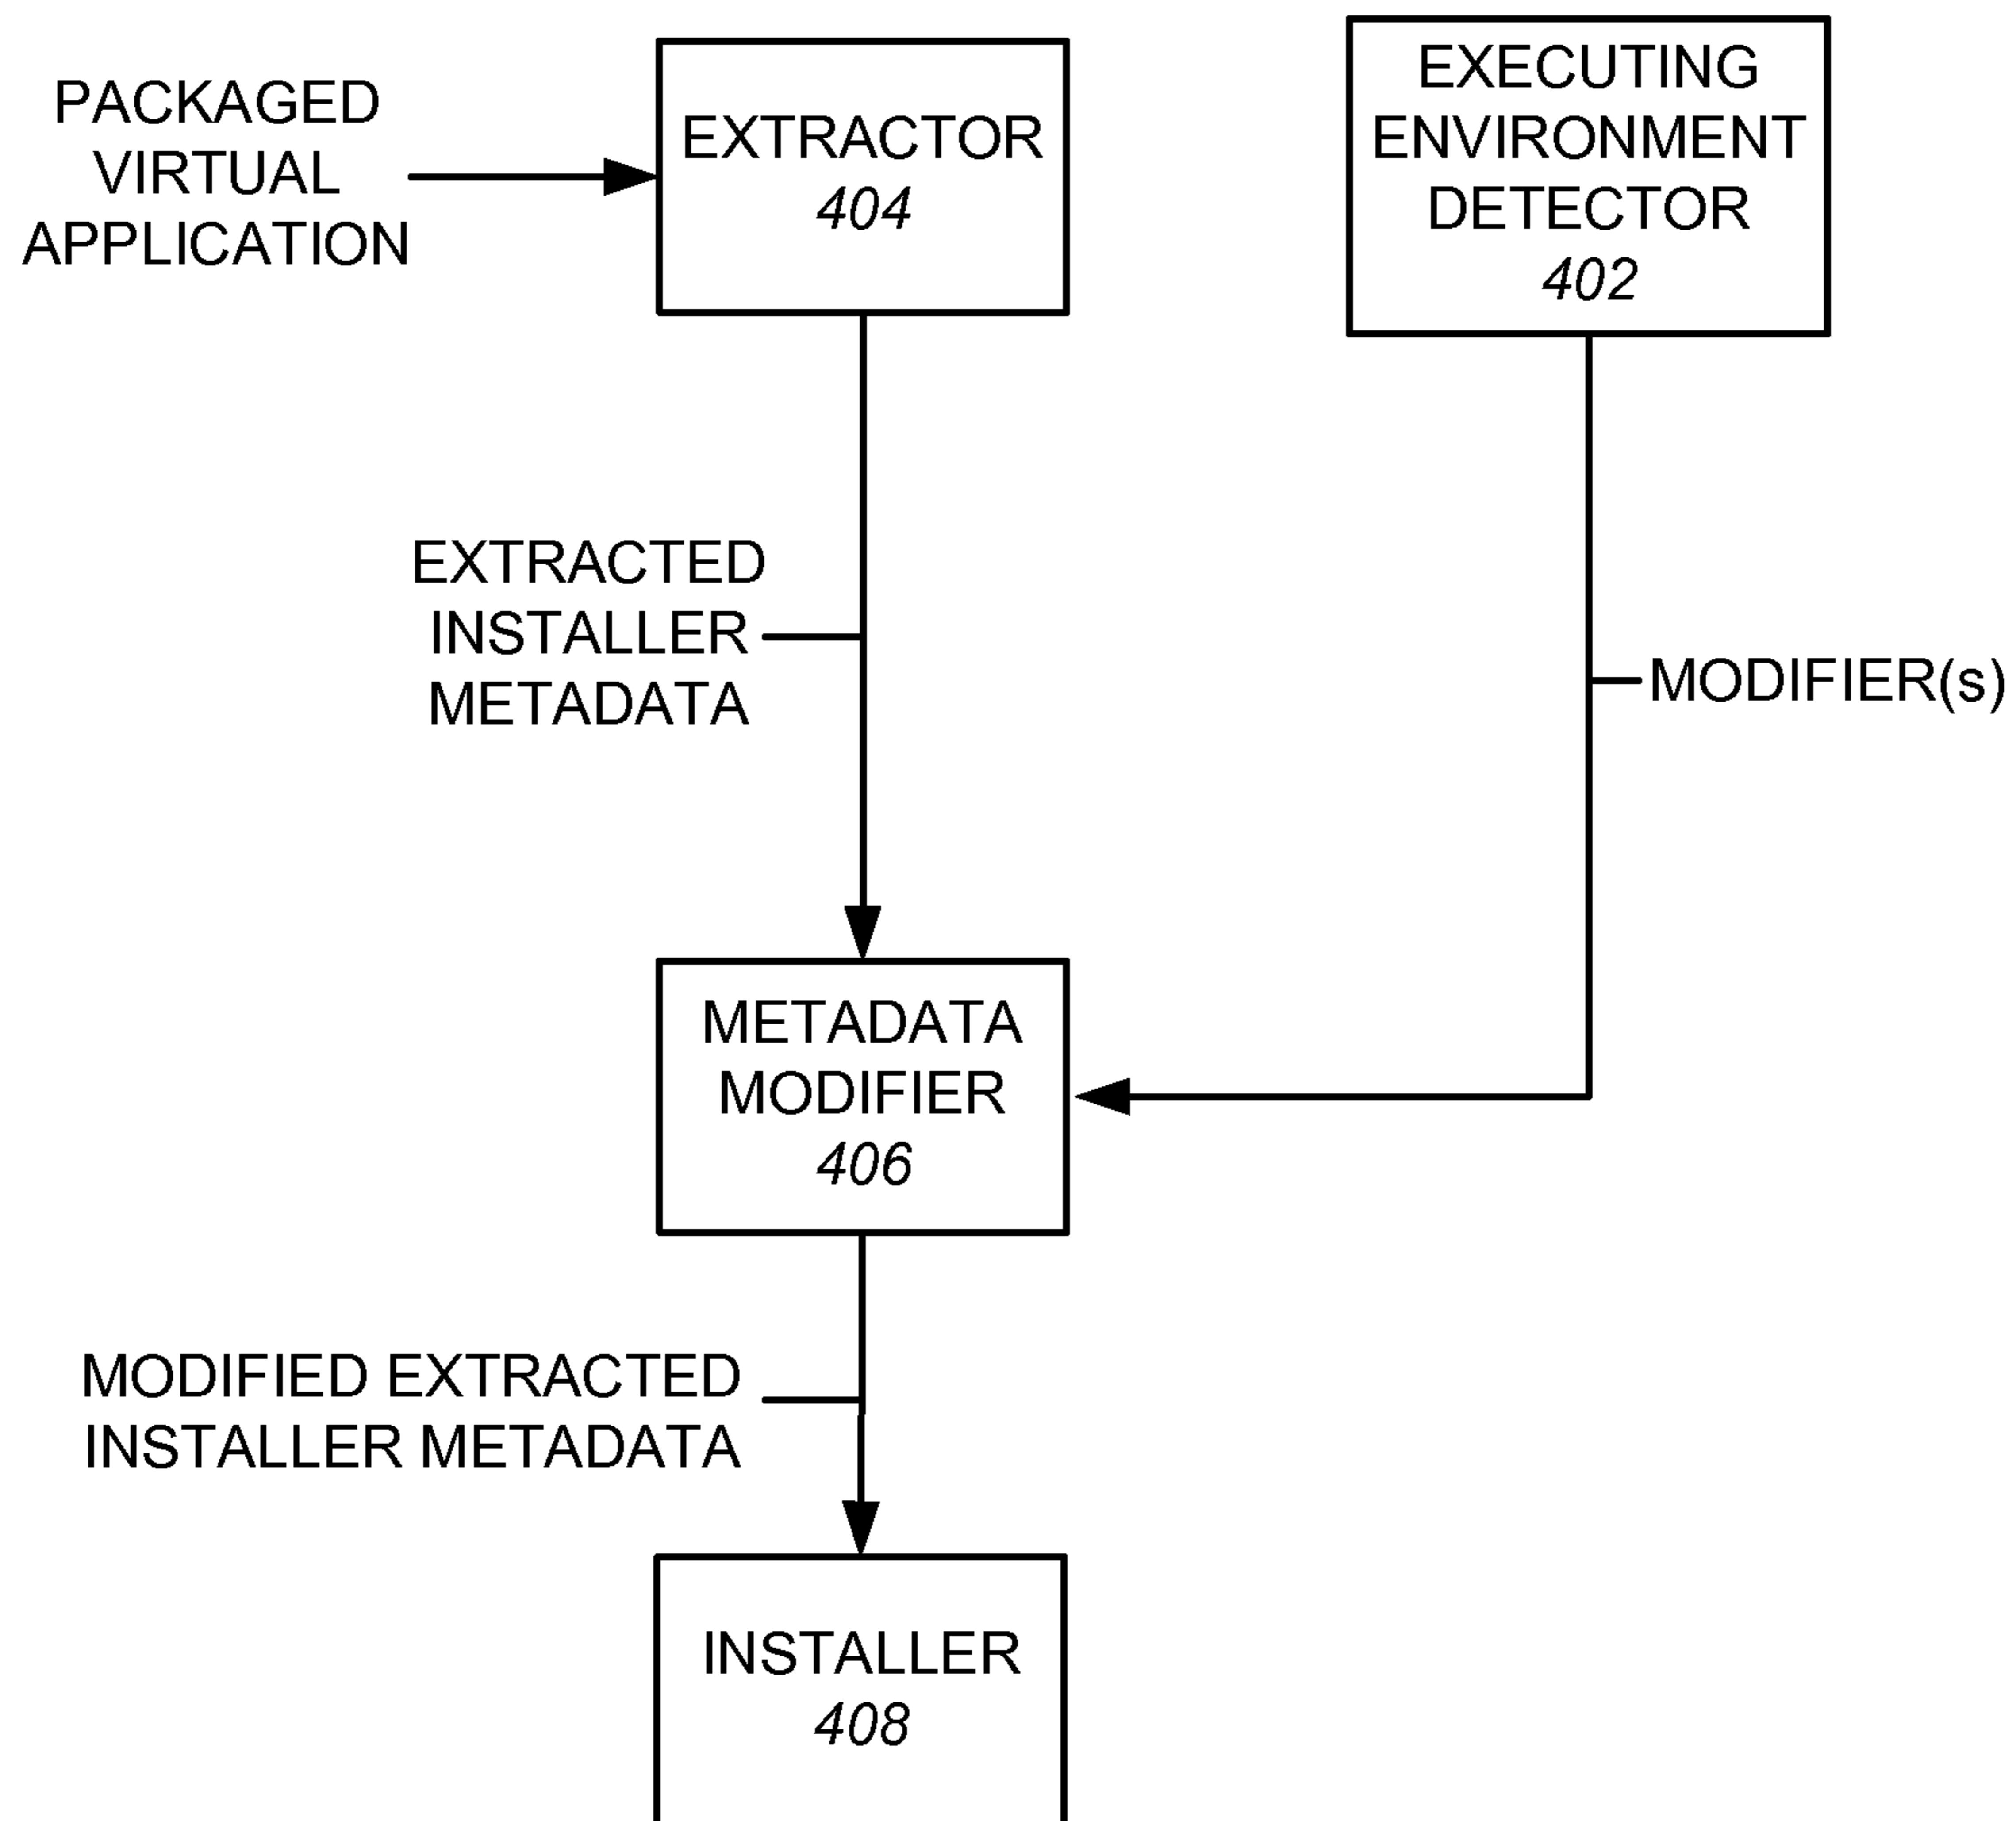 PACKAGED
VIRTUAL
APPLICATION
EXTRACTOR
404
EXECUTING
ENVIRONMENT
DETECTOR
402
EXTRACTED
INSTALLER
METADATA
MODIFIER(s)
METADATA
MODIFIER
406
MODIFIED EXTRACTED
INSTALLER METADATA
INSTALLER
408